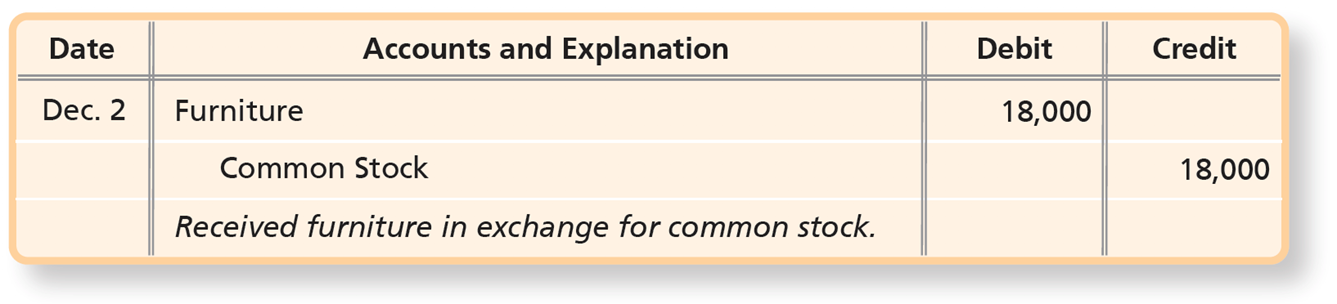 Date Accounts and Explanation Debit Credit
Dec. 2 Furniture 18,000
Common Stock 18,000
Received furniture in exchange for common stock.